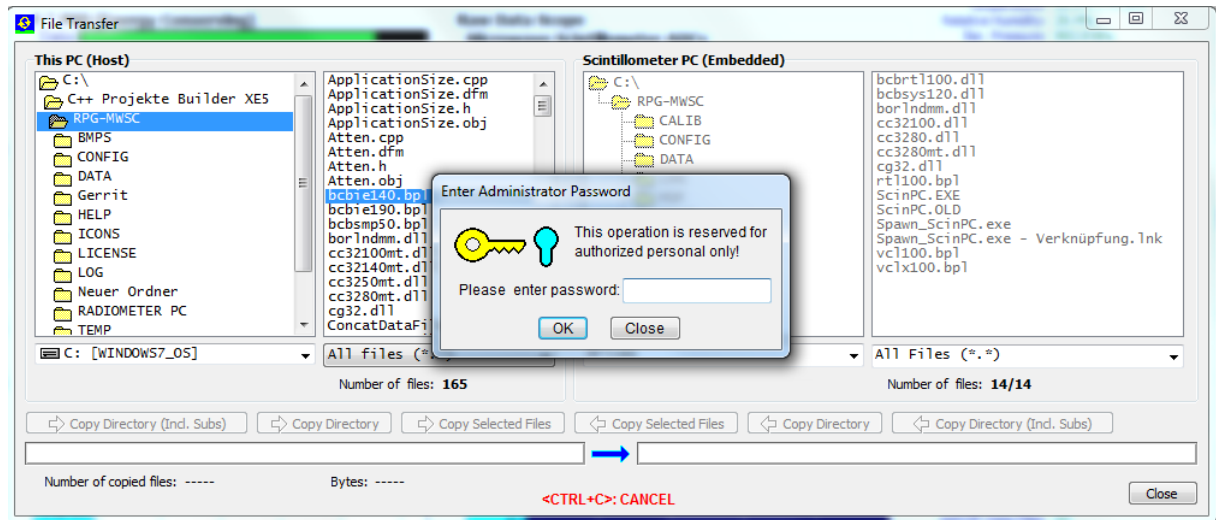 File Transfer
This PC (Host)
C:\
C++ Projekte Builder XE5
RPG-MWSC
BMPS
CONFIG
DATA
Gerrit
HELP
ICONS
LICENSE
LOG
Neuer Ordner
RADIOMETER PC
TEMP
C: [WINDOWS7_OS]
ApplicationSize.cpp
ApplicationSize.dfm
ApplicationSize.h
ApplicationSize.obj
Atten.cpp
Atten.dfm
Atten.h
Atten.obj
bcbie140.bpl
bcbie190.bpl
bcbsmp50.bpl
borlndmm.dll
cc32100mt.dll
cc32140mt.dll
cc3250mt.dll
cc3280mt.dll
cg32.dll
ConcatDataFi
All files (*.
Number of files: 165
Enter Administrator Password
This operation is reserved for
authorized personal only!
Please enter password:
OK
Close
Scintillometer PC (Embedded)
C:\
RPG-MWSC
CALIB
CONFIG
DATA
bcbrtl100.dll
bcbsys120.dll
borlndmm.dll
cc32100.dll
cc3280.dll
cc3280mt.dll
cg32.dll
rtl100.bpl
ScinPC.EXE
ScinPC.OLD
Spawn_ScinPC.exe
Spawn_ScinPC.exe - Verknüpfung.lnk
vcl100.bpl
vclx100.bpl
All Files (*.*)
Number of files: 14/14
Copy Directory (Incl. Subs)
Copy Directory
Copy Selected Files
Copy Selected Files
Copy Directory
Copy Directory (Incl. Subs)
Number of copied files: -----
Bytes: -----
<CTRL+C>: CANCEL
Close